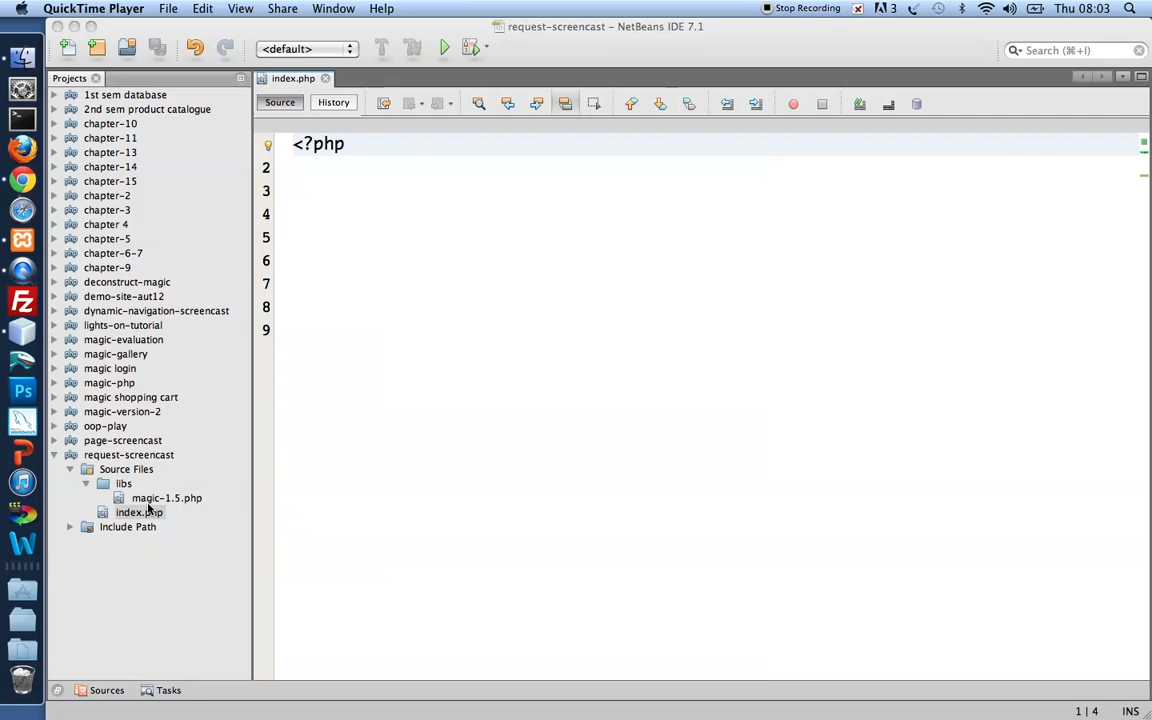 QuickTime Player File Edit View Share Window Help
Stop Recording 3 Thu 08:03
request-screencast – NetBeans IDE 7.1
<default>
Search (⌘+I)
Projects
index.php
Source History
1st sem database
2nd sem product catalogue
chapter-10
chapter-11
chapter-13
chapter-14
chapter-15
chapter-2
chapter-3
chapter 4
chapter-5
chapter-6-7
chapter-9
deconstruct-magic
demo-site-aut12
dynamic-navigation-screencast
lights-on-tutorial
magic-evaluation
magic-gallery
magic login
magic-php
magic shopping cart
magic-version-2
oop-play
page-screencast
request-screencast
Source Files
libs
magic-1.5.php
index.php
Include Path
<?php
2
3
4
5
6
7
8
9
Fz
Ps
P
W
Sources Tasks
1 | 4 INS